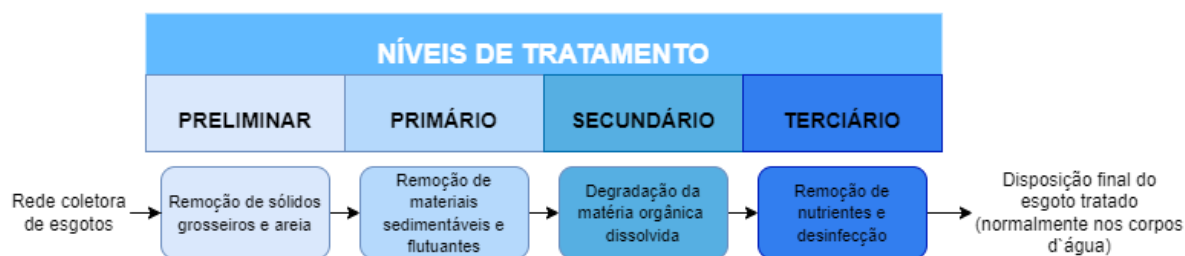 NÍVEIS DE TRATAMENTO
PRELIMINAR
PRIMÁRIO
SECUNDÁRIO
TERCIÁRIO
Rede coletora
de esgotos
Remoção de sólidos
grosseiros e areia
Remoção de
materiais
sedimentáveis e
flutuantes
Degradação da
matéria orgânica
dissolvida
Remoção de
nutrientes e
desinfecção
Disposição final do
esgoto tratado
(normalmente nos corpos
d`água)